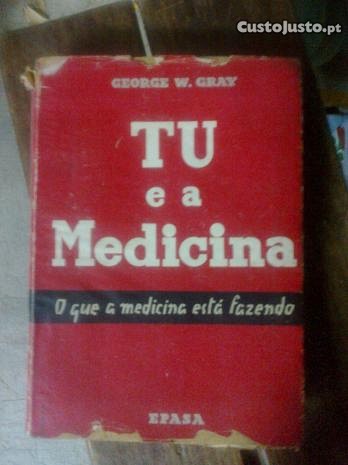 CustoJusto.pt
GEORGE W. GRAY
TU
e a
Medicina
O que a medicina está fazendo
EPASA